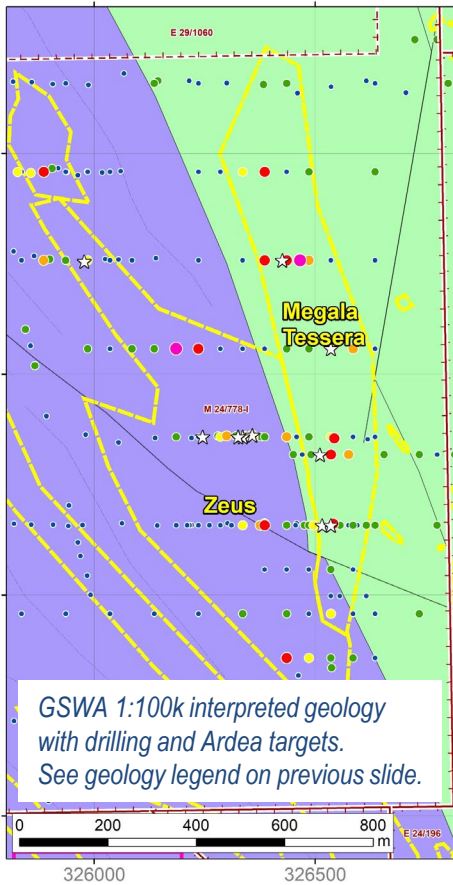 E 29/1060
Megala
Tessera
M 24/778-I
Zeus
GSWA 1:100k interpreted geology
with drilling and Ardea targets.
See geology legend on previous slide.
0 200 400 600 800
m
E 24/196
326000 326500